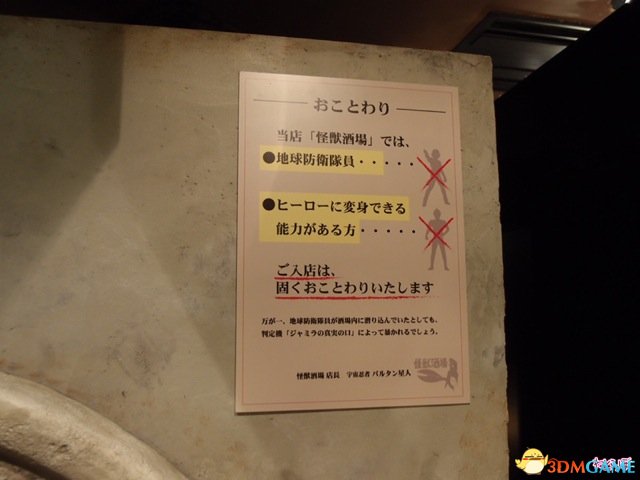 おことわり
当店「怪獣酒場」では、
●地球防衛隊員・・・・・
●ヒーローに変身できる
能力がある方・・・・・
ご入店は、
固くおことわりいたします
万が一、地球防衛隊員が酒場内に潜り込んでいたとしても、
判定機「ジャミラの真実の口」によって暴かれるでしょう。
怪獣酒場 店長 宇宙忍者 バルタン星人
怪獣酒場
3DMGAME